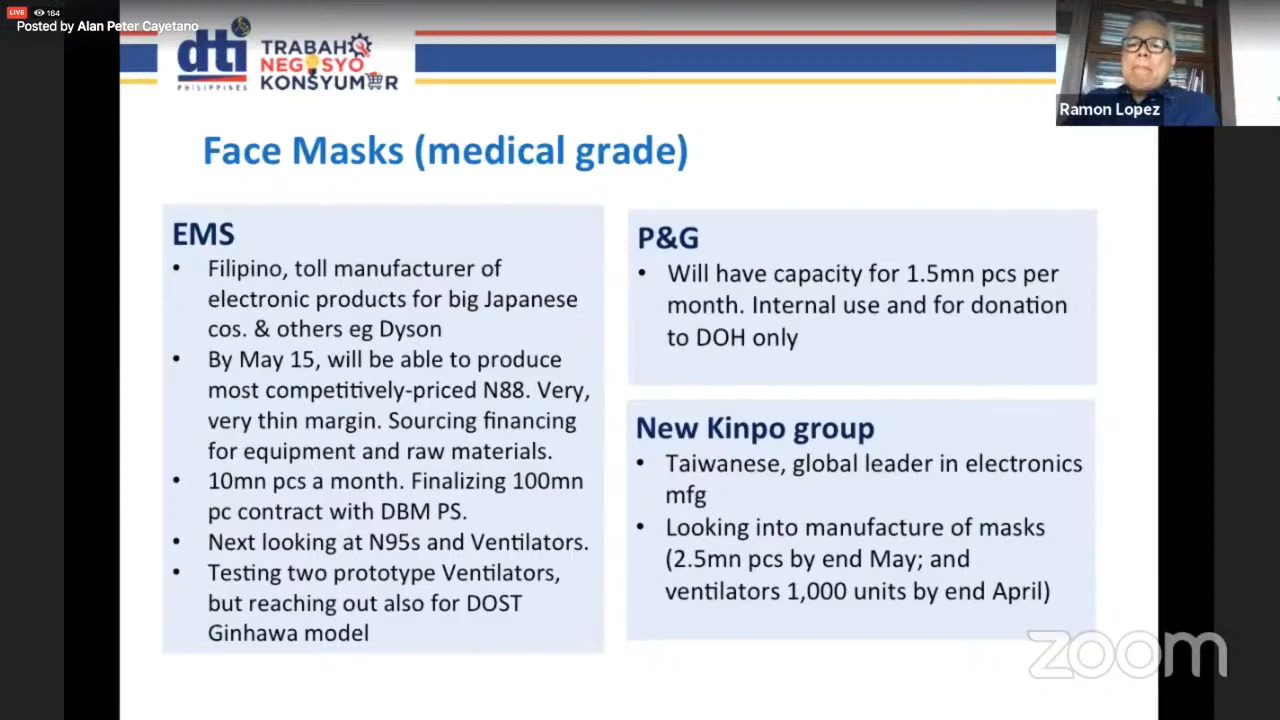 LIVE 164
Posted by Alan Peter Cayetano
dti
PHILIPPINES
TRABAHO
NEGOSYO
KONSYUMER
Ramon Lopez
Face Masks (medical grade)
EMS
• Filipino, toll manufacturer of
electronic products for big Japanese
cos. & others eg Dyson
• By May 15, will be able to produce
most competitively-priced N88. Very,
very thin margin. Sourcing financing
for equipment and raw materials.
• 10mn pcs a month. Finalizing 100mn
pc contract with DBM PS.
• Next looking at N95s and Ventilators.
• Testing two prototype Ventilators,
but reaching out also for DOST
Ginhawa model
P&G
• Will have capacity for 1.5mn pcs per
month. Internal use and for donation
to DOH only
New Kinpo group
• Taiwanese, global leader in electronics
mfg
• Looking into manufacture of masks
(2.5mn pcs by end May; and
ventilators 1,000 units by end April)
zoom